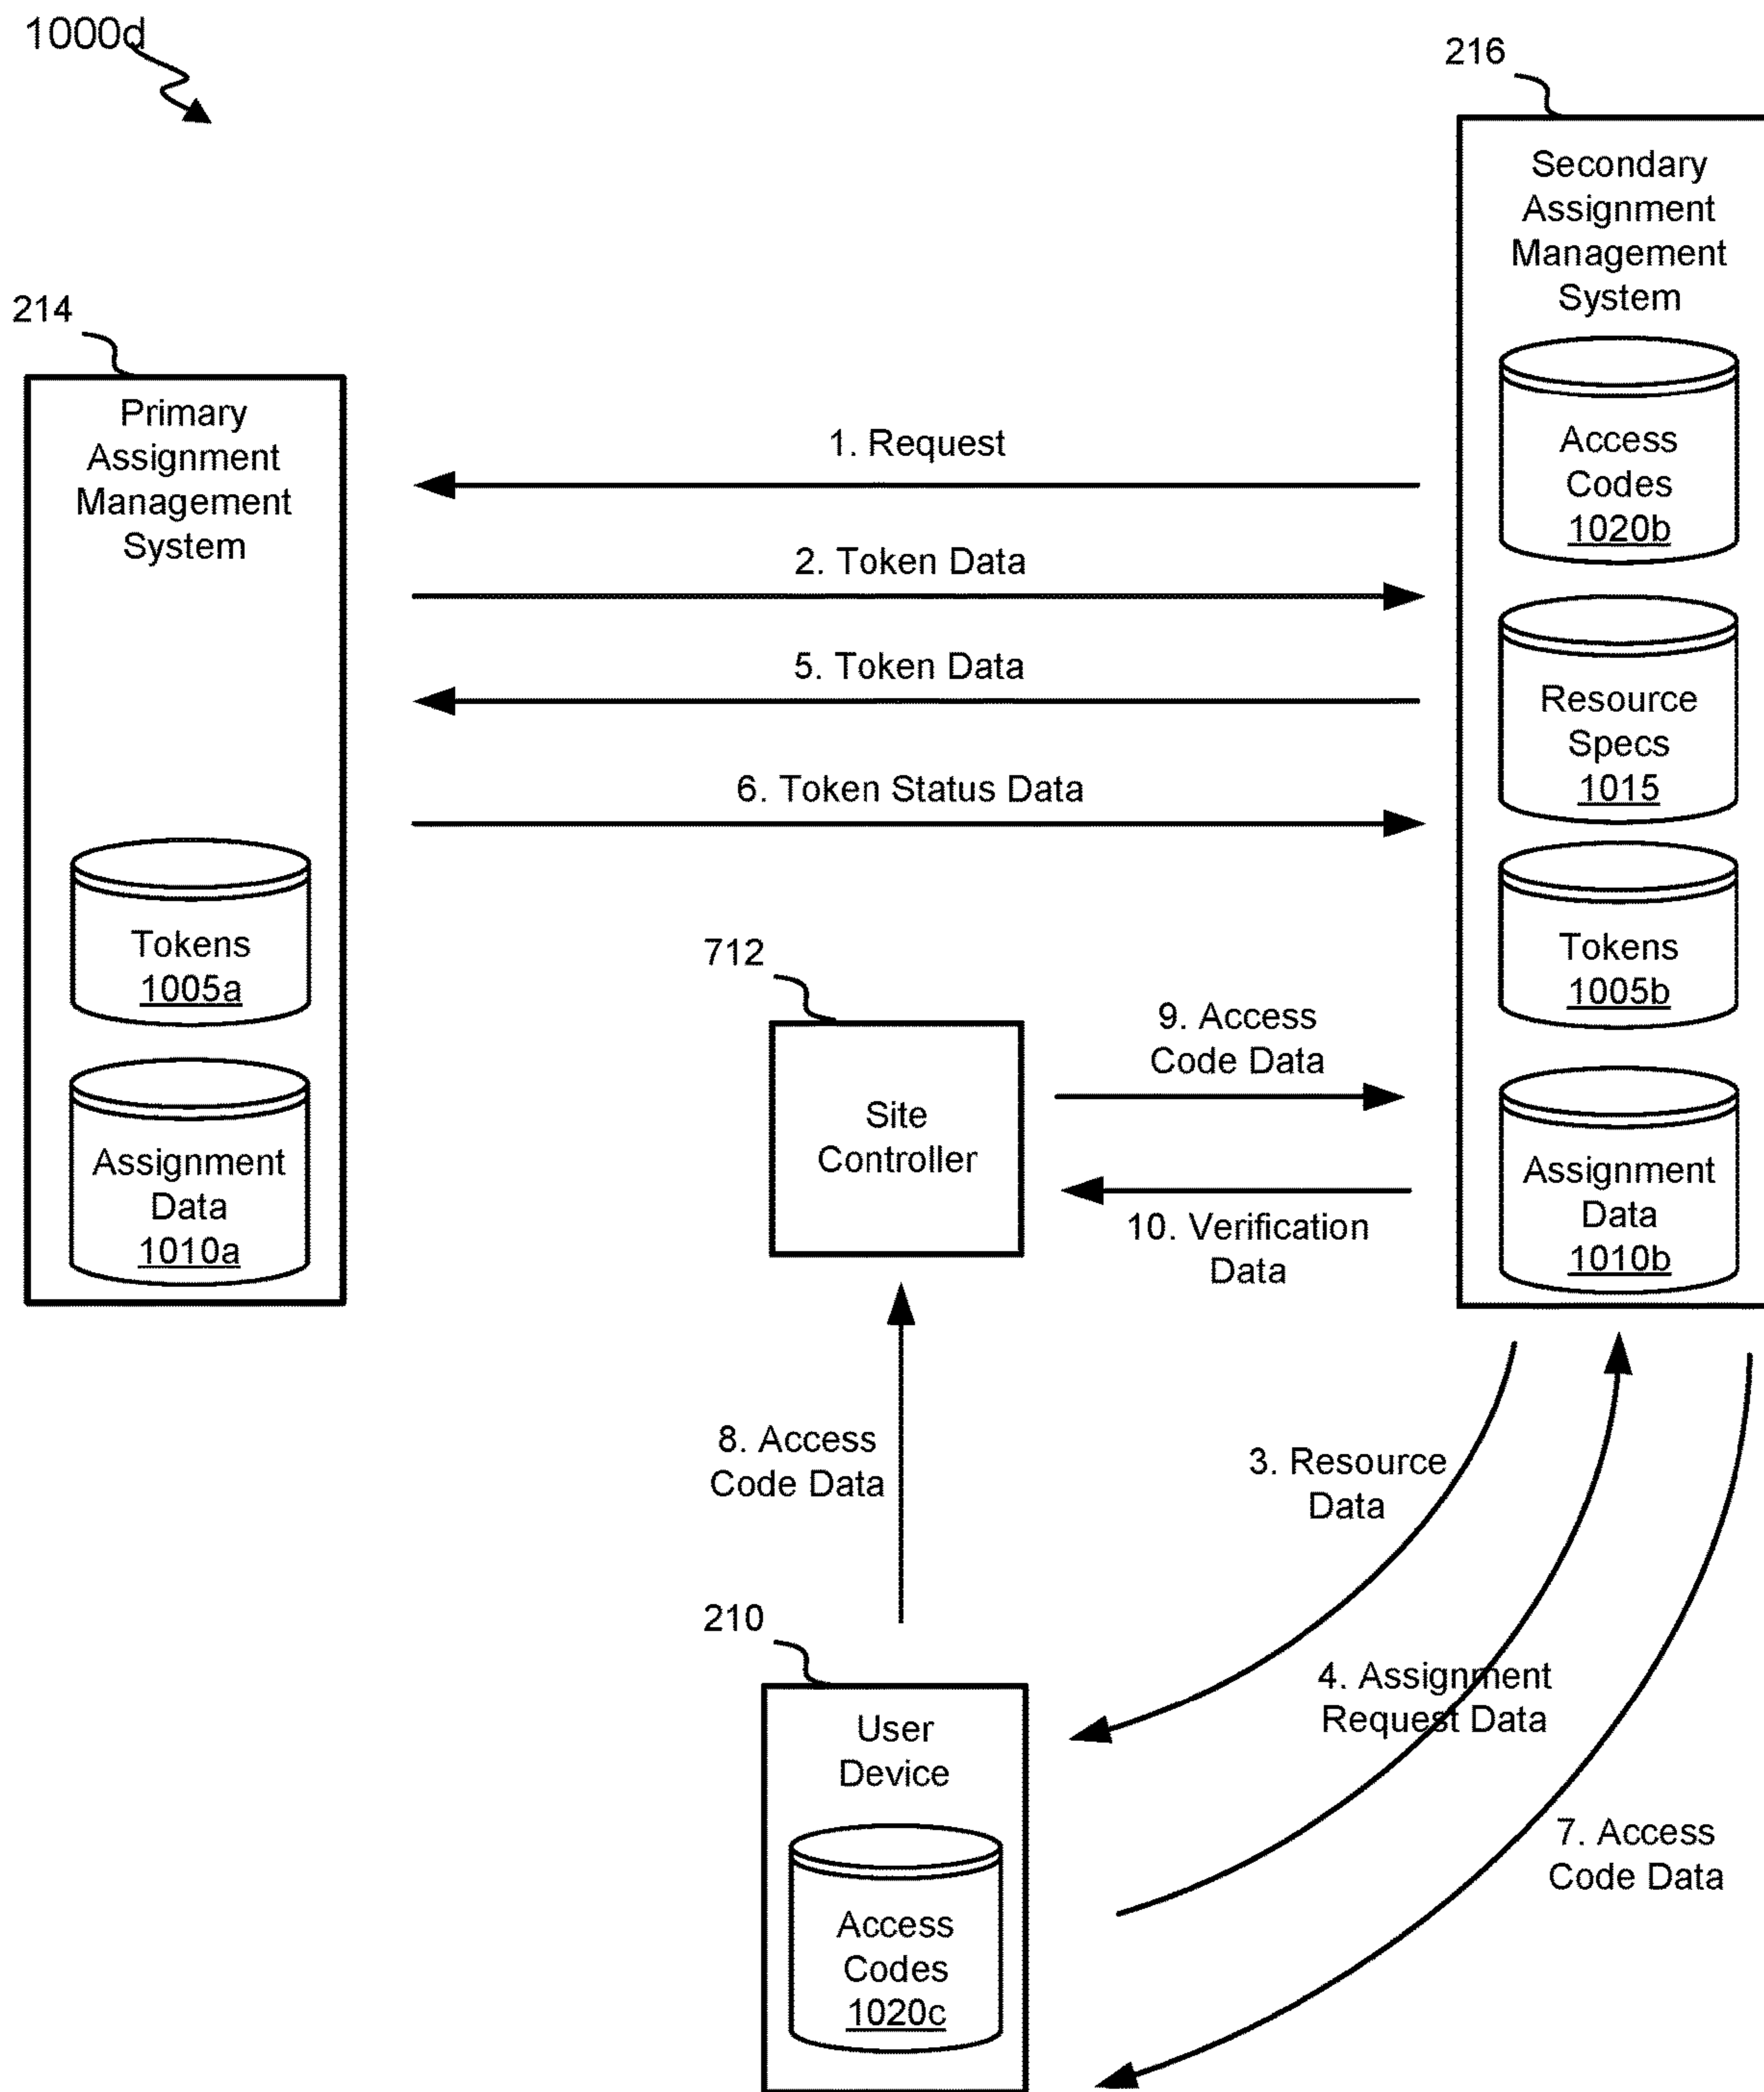 1000d
216
Secondary
Assignment
Management
System
214
Primary
Assignment
Management
System
1. Request
Access
Codes
1020b
2. Token Data
5. Token Data
Resource
Specs
1015
6. Token Status Data
Tokens
1005a
712
Tokens
1005b
9. Access
Code Data
Site
Controller
Assignment
Data
1010a
Assignment
Data
1010b
10. Verification
Data
8. Access
Code Data
3. Resource
Data
210
User
Device
4. Assignment
Request Data
7. Access
Code Data
Access
Codes
1020c